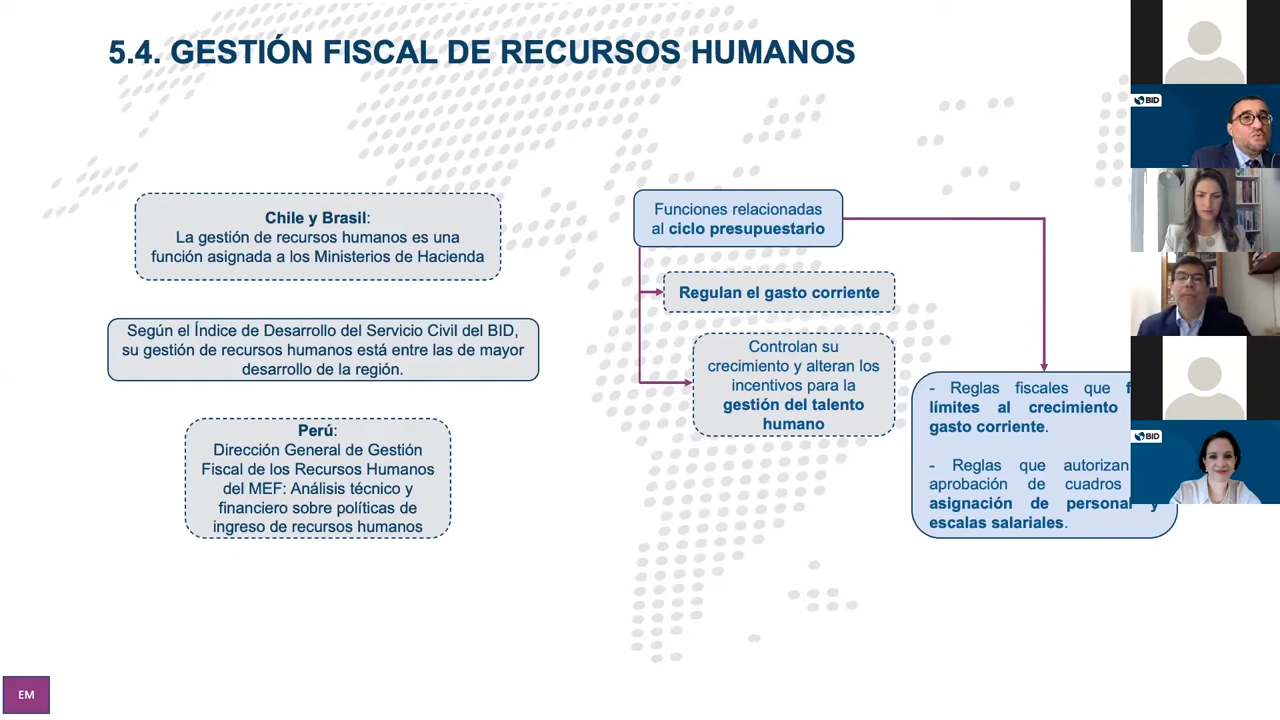 5.4. GESTIÓN FISCAL DE RECURSOS HUMANOS
Chile y Brasil:
La gestión de recursos humanos es una
función asignada a los Ministerios de Hacienda
Según el Índice de Desarrollo del Servicio Civil del BID,
su gestión de recursos humanos está entre las de mayor
desarrollo de la región.
Perú:
Dirección General de Gestión
Fiscal de los Recursos Humanos
del MEF: Análisis técnico y
financiero sobre políticas de
ingreso de recursos humanos
Funciones relacionadas
al ciclo presupuestario
Regulan el gasto corriente
Controlan su
crecimiento y alteran los
incentivos para la
gestión del talento
humano
- Reglas fiscales que
límites al crecimiento
gasto corriente.
- Reglas que autorizan
aprobación de cuadros
asignación de personal y
escalas salariales.
BID
BID
EM